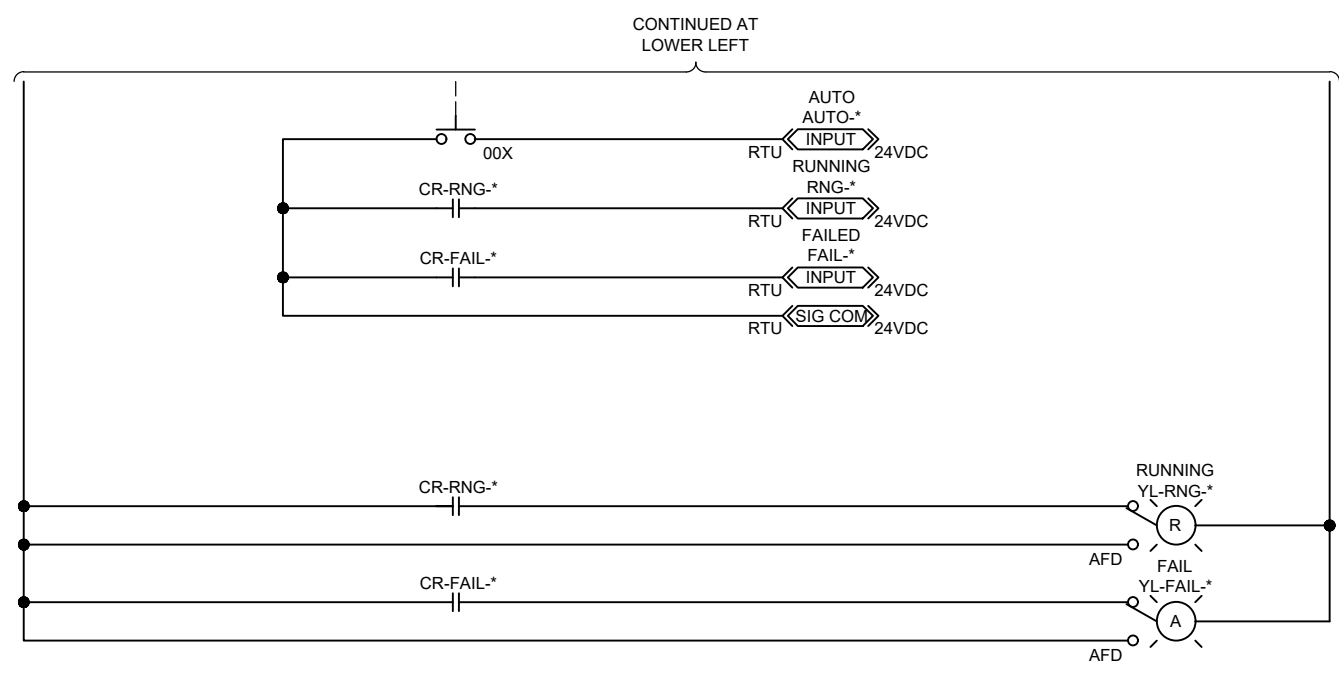 CONTINUED AT
LOWER LEFT
AUTO
AUTO-*
INPUT
00X
RTU
24VDC
RUNNING
RNG-*
CR-RNG-*
INPUT
RTU
24VDC
FAILED
FAIL-*
CR-FAIL-*
INPUT
RTU
24VDC
SIG COM
RTU
24VDC
RUNNING
YL-RNG-*
CR-RNG-*
R
AFD
FAIL
YL-FAIL-*
CR-FAIL-*
A
AFD